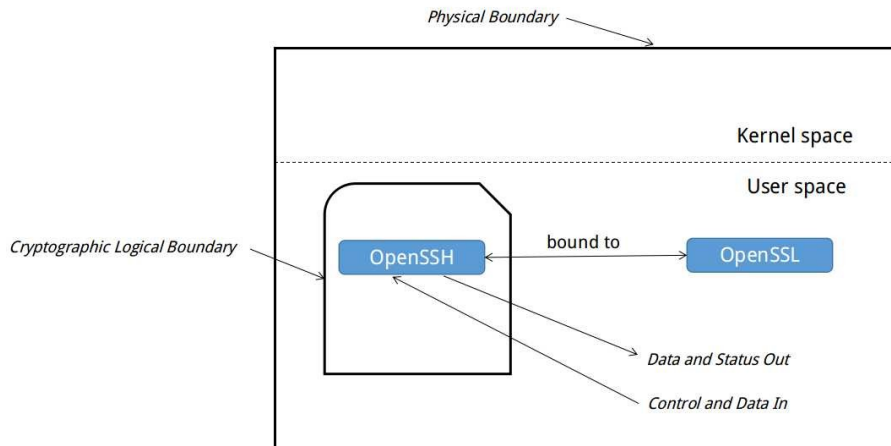 Physical Boundary
Kernel space
User space
Cryptographic Logical Boundary
OpenSSH
bound to
OpenSSL
Data and Status Out
Control and Data In